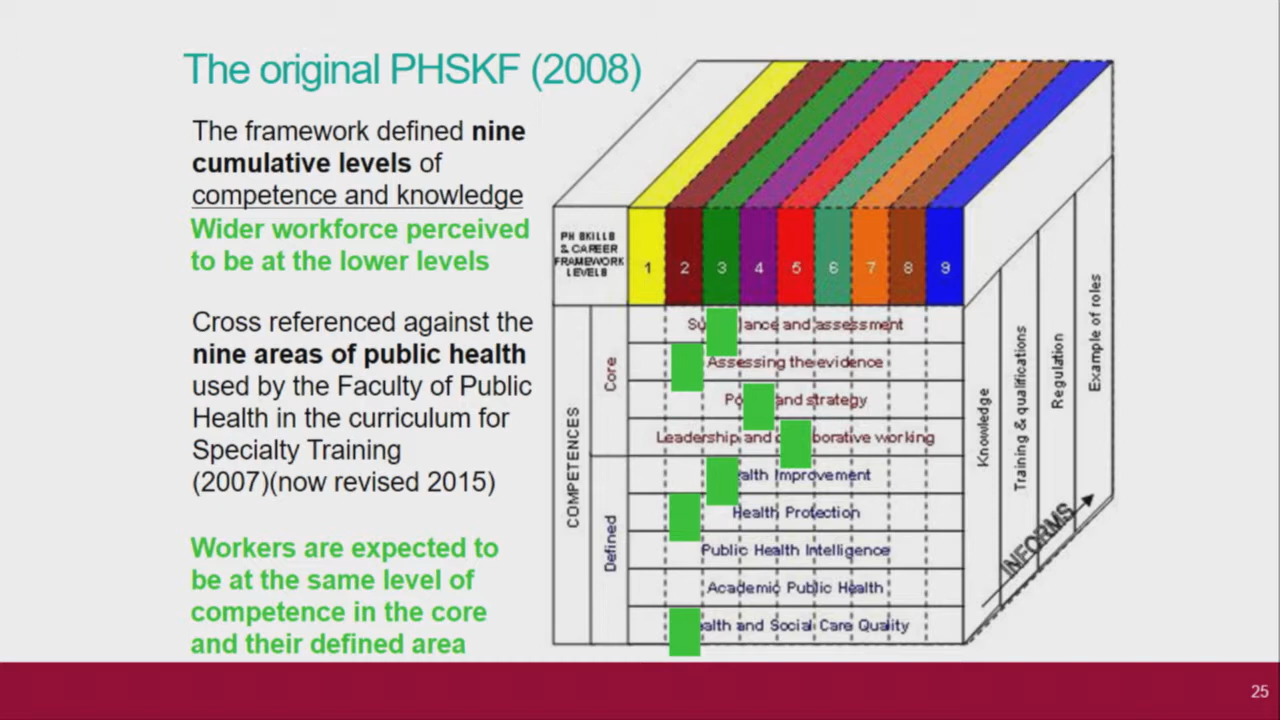 The original PHSKF (2008)
The framework defined nine
cumulative levels of
competence and knowledge
Wider workforce perceived
to be at the lower levels
Cross referenced against the
nine areas of public health
used by the Faculty of Public
Health in the curriculum for
Specialty Training
(2007)(now revised 2015)
Workers are expected to
be at the same level of
competence in the core
and their defined area
PH SKILLS
& CAREER
FRAMEWORK
LEVELS
1 2 3 4 5 6 7 8 9
COMPETENCES
Core
and assessment
Assessing the evidence
and strategy
Leadership and working
Defined
Improvement
Health Protection
Public Health Intelligence
Academic Public Health
and Social Care Quality
Knowledge
Training & qualifications
Regulation
Example of roles
INFORMS
25